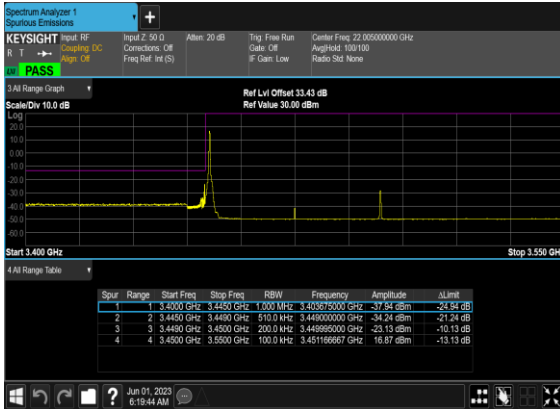 Spectrum Analyzer 1
Spurious Emissions
+
KEYSIGHT Input: RF Input Z: 50 Ω Atten: 20 dB Trig: Free Run Center Freq: 22.005000000 GHz
R T Coupling: DC Corrections: Off Gate: Off Avg|Hold: 100/100
Align: Off Freq Ref: Int (S) IF Gain: Low Radio Std: None
PASS
3 All Range Graph
Ref Lvl Offset 33.43 dB
Scale/Div 10.0 dB Ref Value 30.00 dBm
Log
20.0
10.0
0.00
-10.0
-20.0
-30.0
-40.0
-50.0
-60.0
Start 3.400 GHz Stop 3.550 GH
4 All Range Table
Spur Range Start Freq Stop Freq RBW Frequency Amplitude ΔLimit
1 1 3.4000 GHz 3.4450 GHz 1.000 MHz 3.403675000 GHz -37.94 dBm -24.94 dB
2 2 3.4450 GHz 3.4490 GHz 510.0 kHz 3.449000000 GHz -34.24 dBm -21.24 dB
3 3 3.4490 GHz 3.4500 GHz 200.0 kHz 3.449995000 GHz -23.13 dBm -10.13 dB
4 4 3.4500 GHz 3.5500 GHz 100.0 kHz 3.451166667 GHz 16.87 dBm -13.13 dB
?
Jun 01, 2023
6:19:44 AM